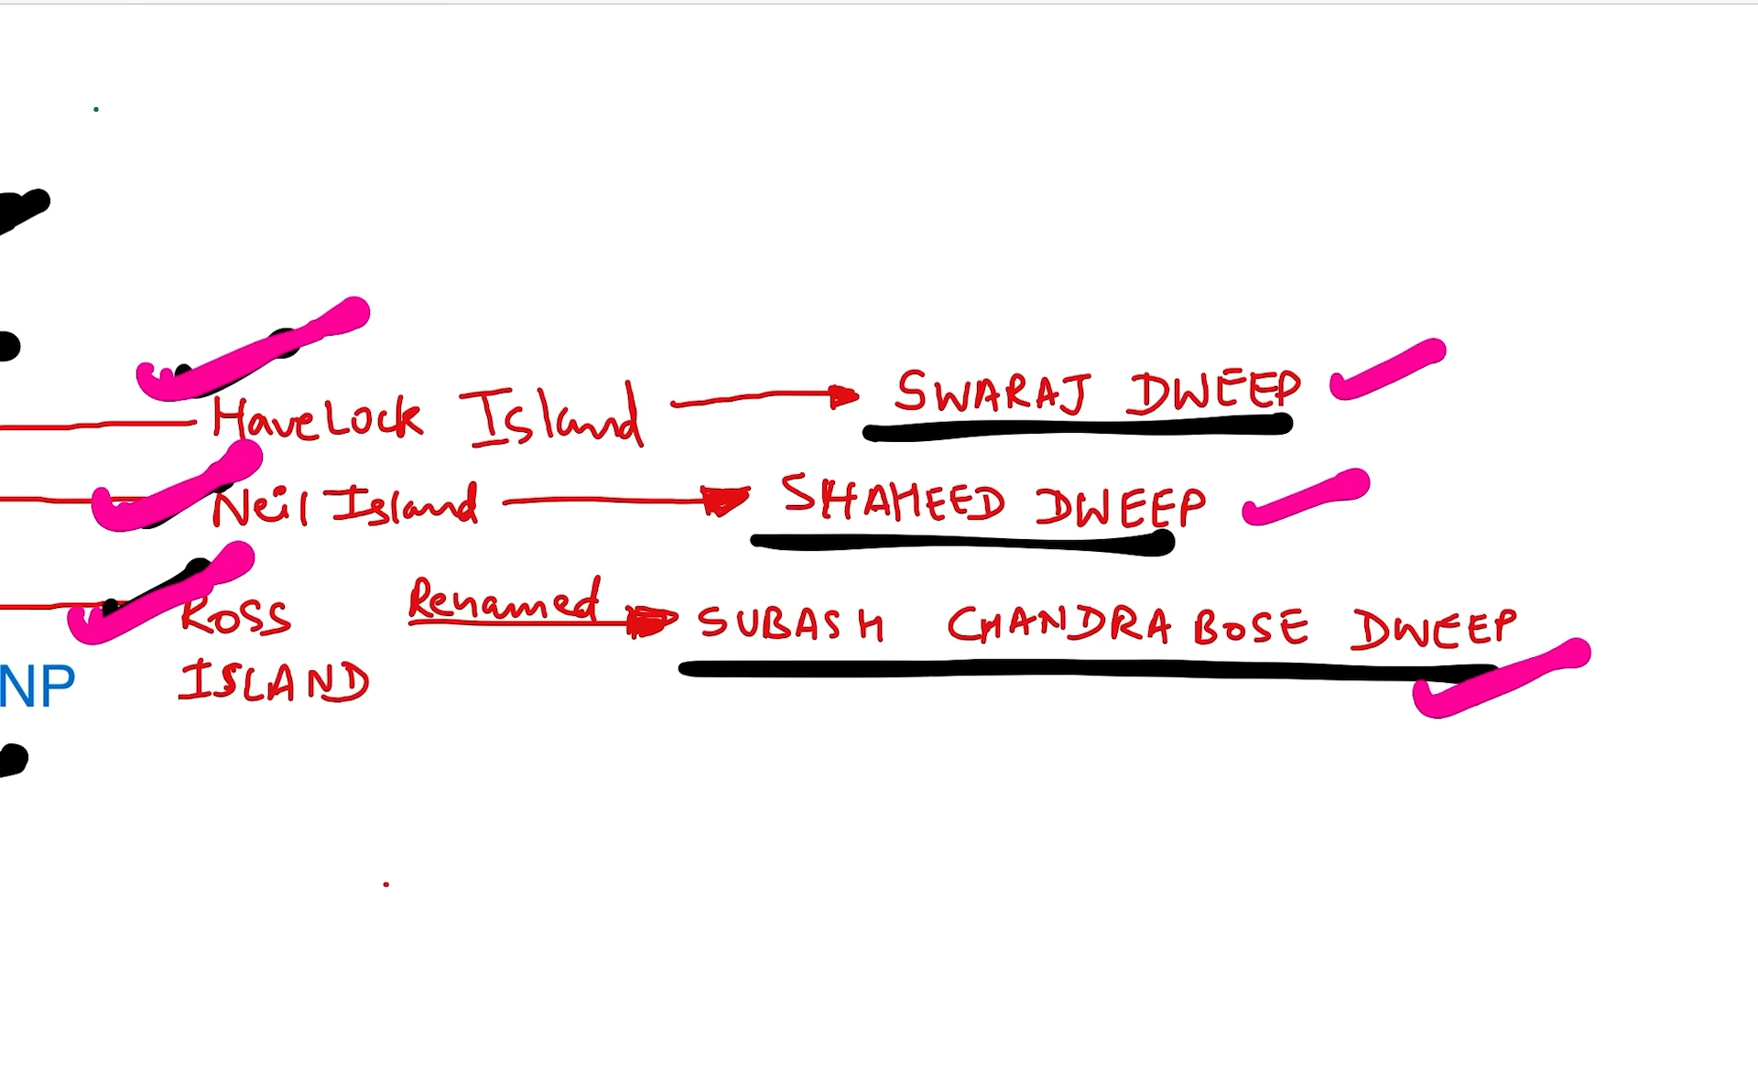 HaveLock Island SWARAJ DWEEP
Neil Island SHAHEED DWEEP
ROSS Renamed SUBASH CHANDRA BOSE DWEEP
NP ISLAND